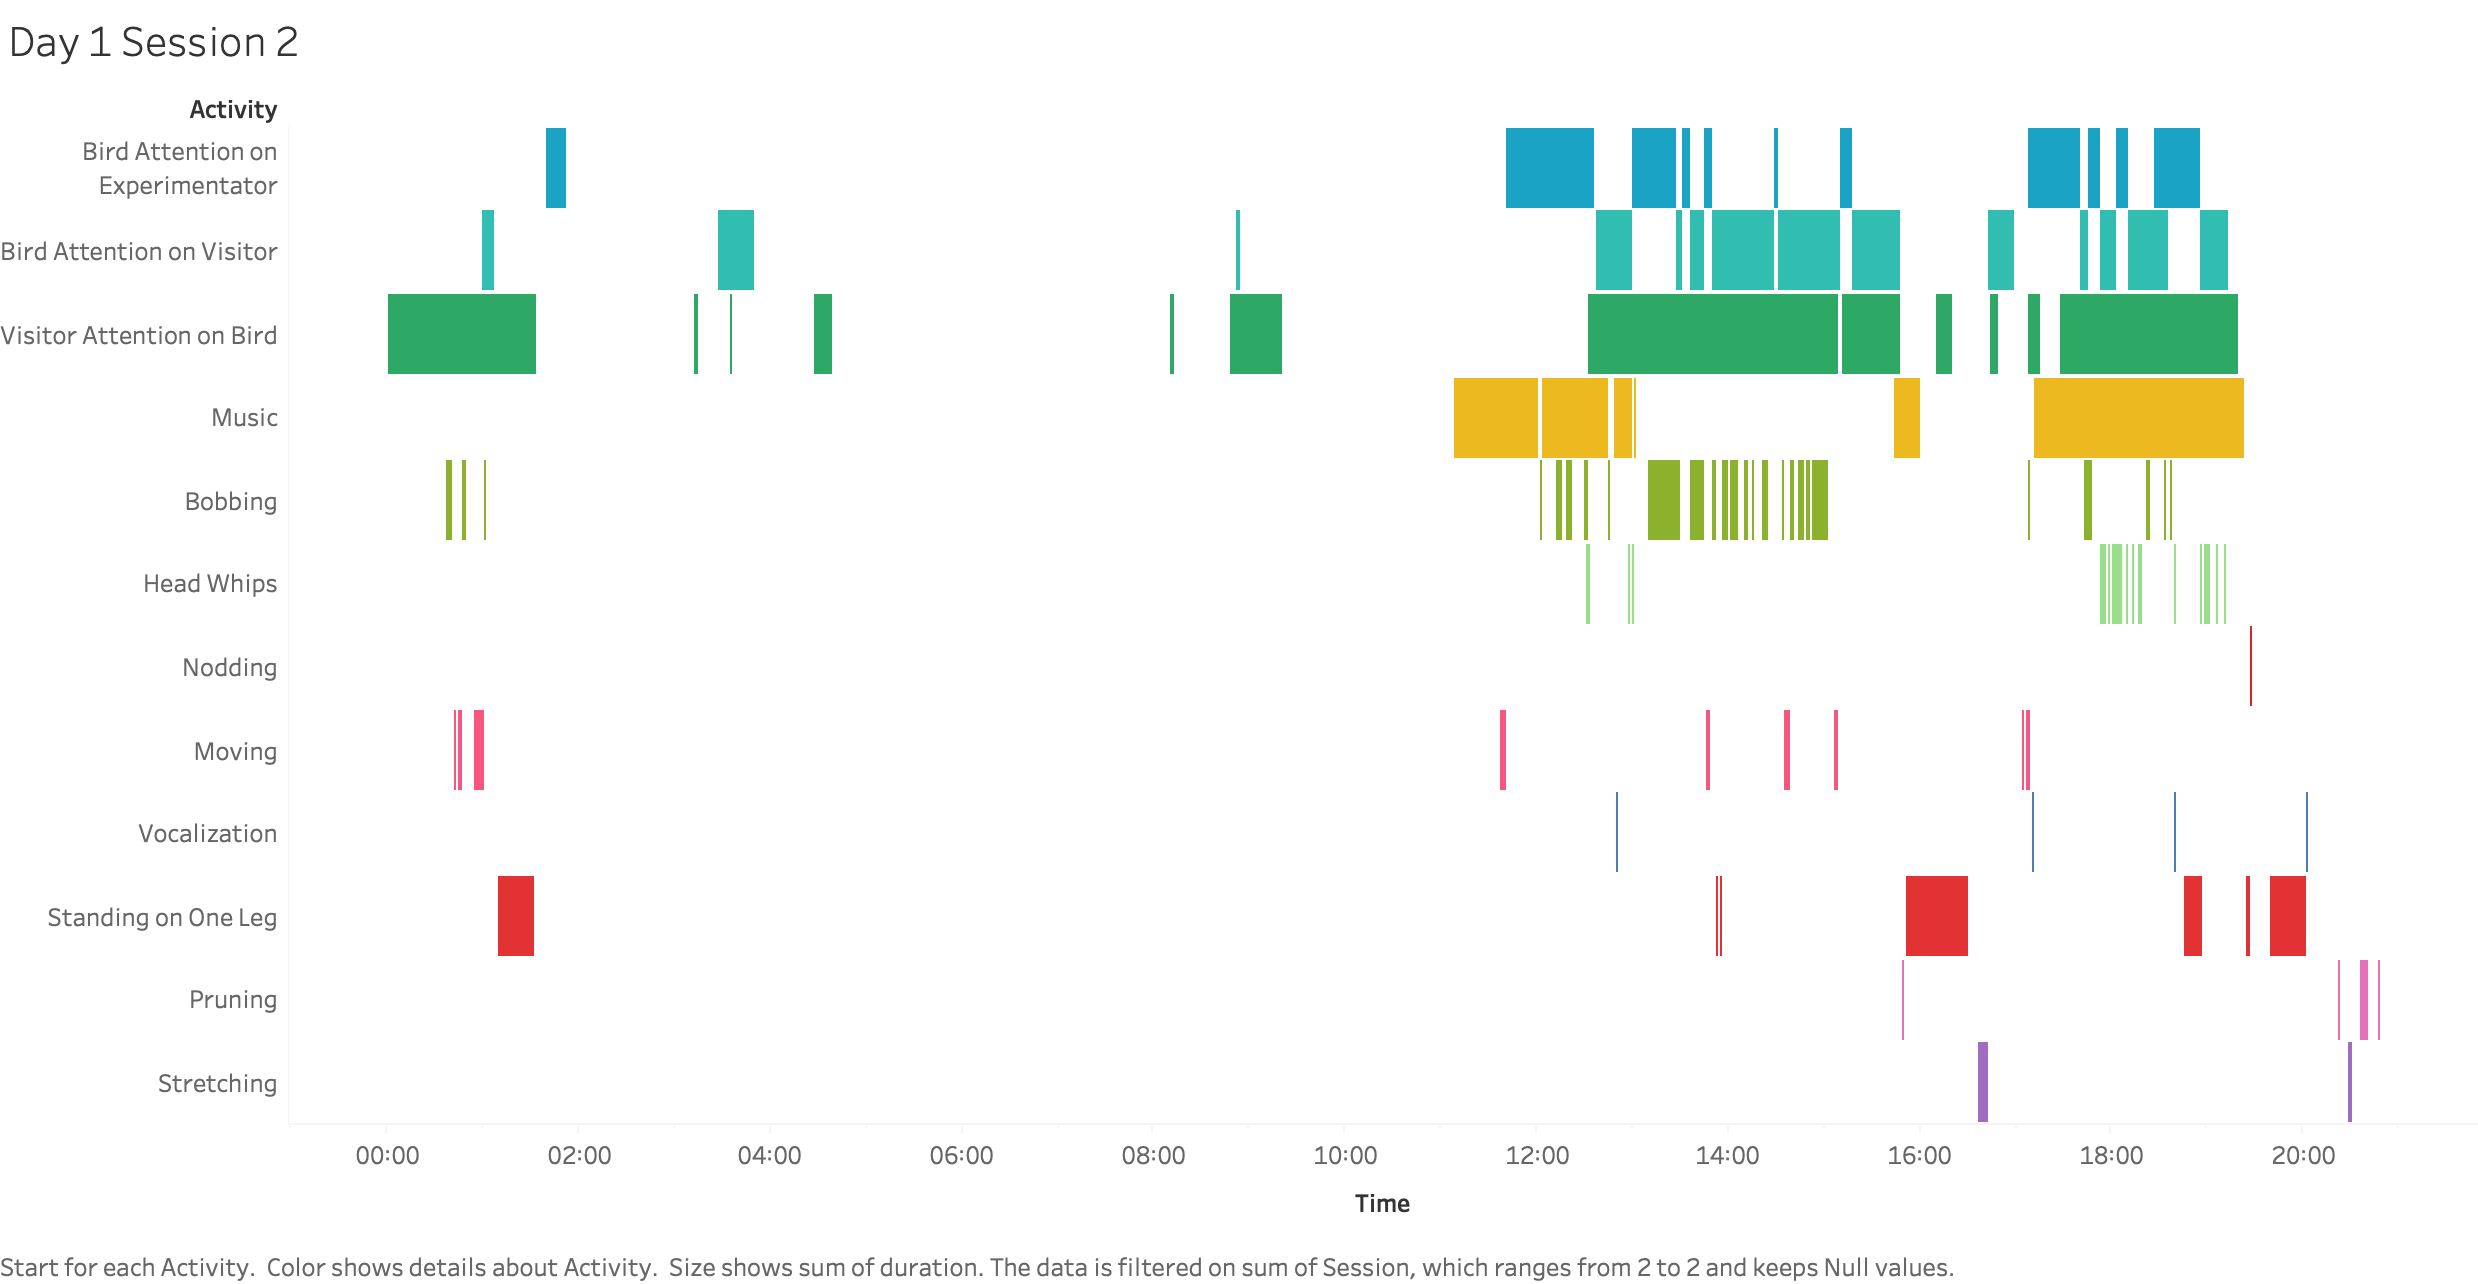 Day 1 Session 2
Activity
Bird Attention on
Experimentator
Bird Attention on Visitor
Visitor Attention on Bird
Music
Bobbing
Head Whips
Nodding
Moving
Vocalization
Standing on One Leg
Pruning
Stretching
00:00 02:00 04:00 06:00 08:00 10:00 12:00 14:00 16:00 18:00 20:00
Time
Start for each Activity.  Color shows details about Activity.  Size shows sum of duration. The data is filtered on sum of Session, which ranges from 2 to 2 and keeps Null values.